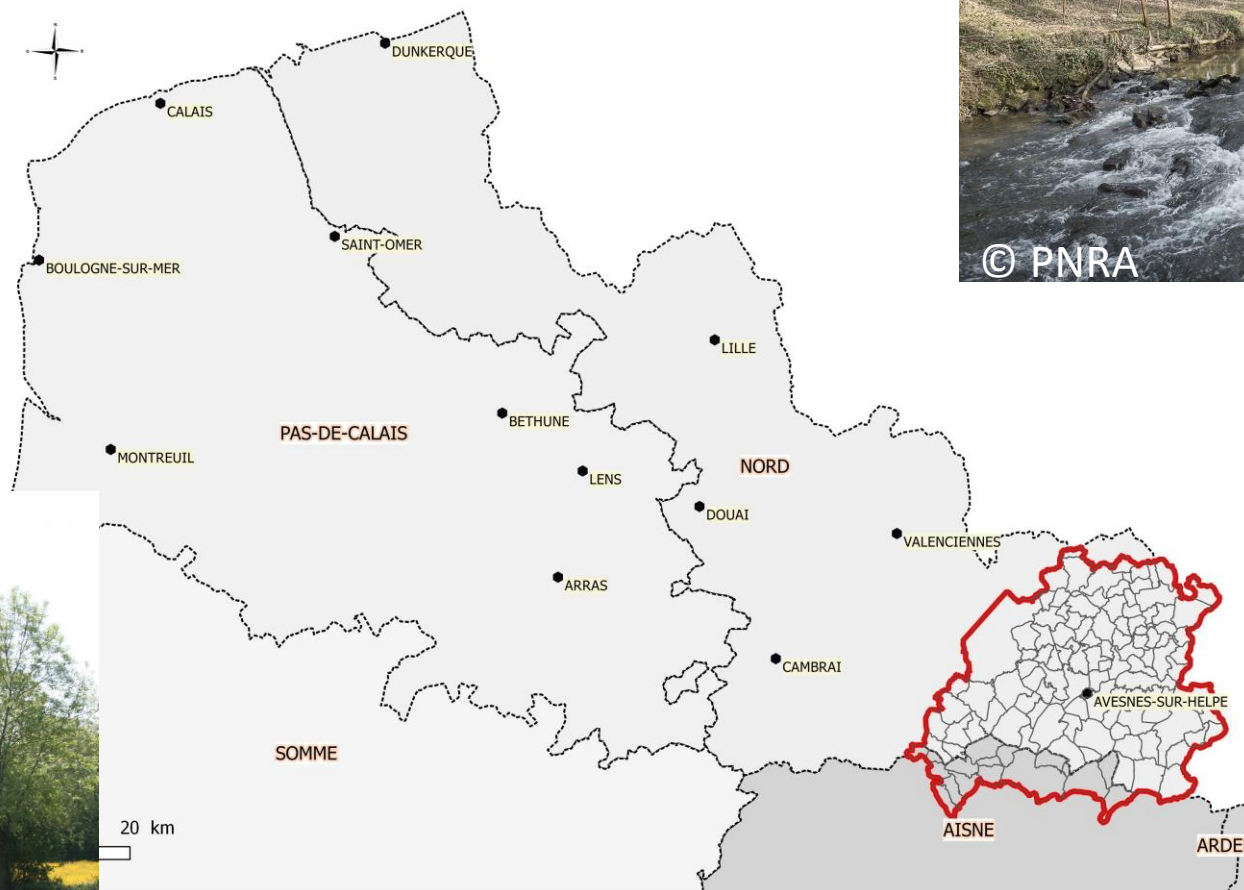 DUNKERQUE
CALAIS
SAINT-OMER
BOULOGNE-SUR-MER
© PNRA
LILLE
BETHUNE
PAS-DE-CALAIS
MONTREUIL
NORD
LENS
DOUAI
VALENCIENNES
ARRAS
CAMBRAI
AVESNES-SUR-HELPE
SOMME
20 km
AISNE
ARDE